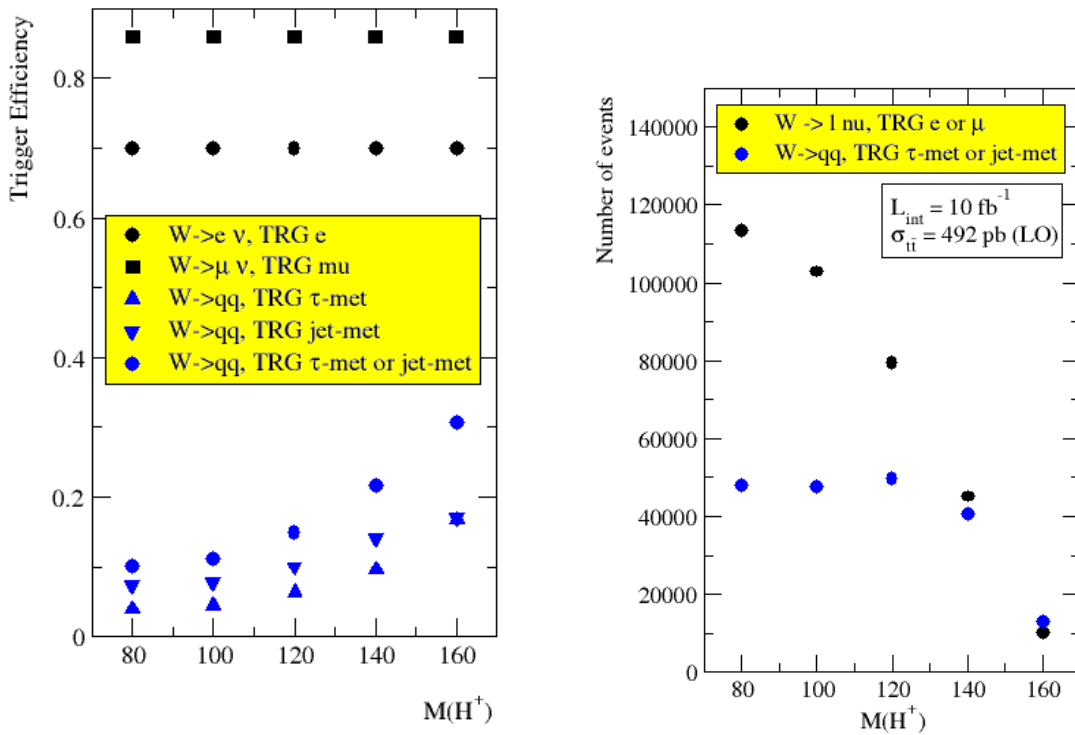 Trigger Efficiency
0.8
0.6
0.4
0.2
0
W->e ν, TRG e
W->μ ν, TRG mu
W->qq, TRG τ-met
W->qq, TRG jet-met
W->qq, TRG τ-met or jet-met
80 100 120 140 160
M(H⁺)
Number of events
140000
120000
100000
80000
60000
40000
20000
0
W -> l nu, TRG e or μ
W->qq, TRG τ-met or jet-met
L_int = 10 fb⁻¹
σ_tt̄ = 492 pb (LO)
80 100 120 140 160
M(H⁺)